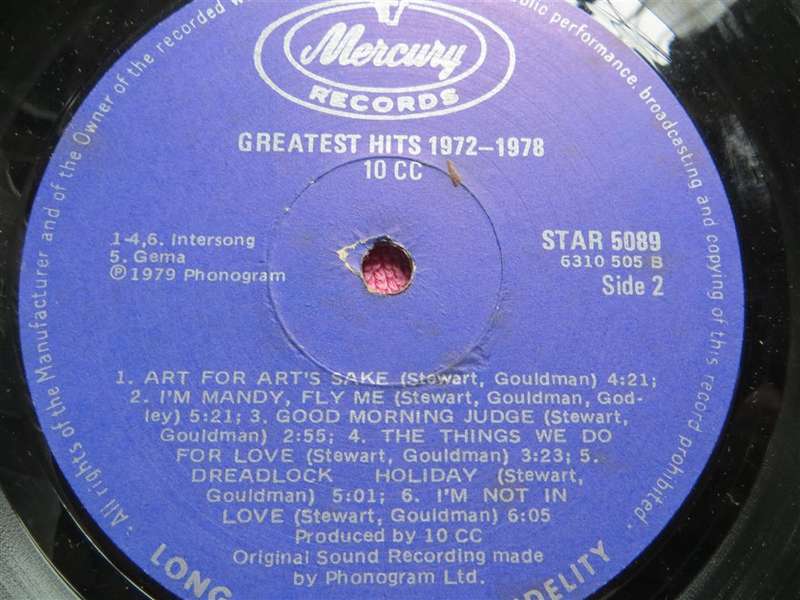 Mercury
RECORDS
GREATEST HITS 1972–1978
10 CC
1-4,6. Intersong
5. Gema
℗1979 Phonogram
STAR 5089
6310 505 B
Side 2
1. ART FOR ART'S SAKE (Stewart, Gouldman) 4:21;
2. I'M MANDY, FLY ME (Stewart, Gouldman, God-
ley) 5:21; 3. GOOD MORNING JUDGE (Stewart,
Gouldman) 2:55; 4. THE THINGS WE DO
FOR LOVE (Stewart, Gouldman) 3:23; 5.
DREADLOCK HOLIDAY (Stewart,
Gouldman) 5:01; 6. I'M NOT IN
LOVE (Stewart, Gouldman) 6:05
Produced by 10 CC
Original Sound Recording made
by Phonogram Ltd.
· All rights of the Manufacturer and of the Owner of the recorded
public performance, broadcasting and copying of this record prohibited ·
LONG
FIDELITY